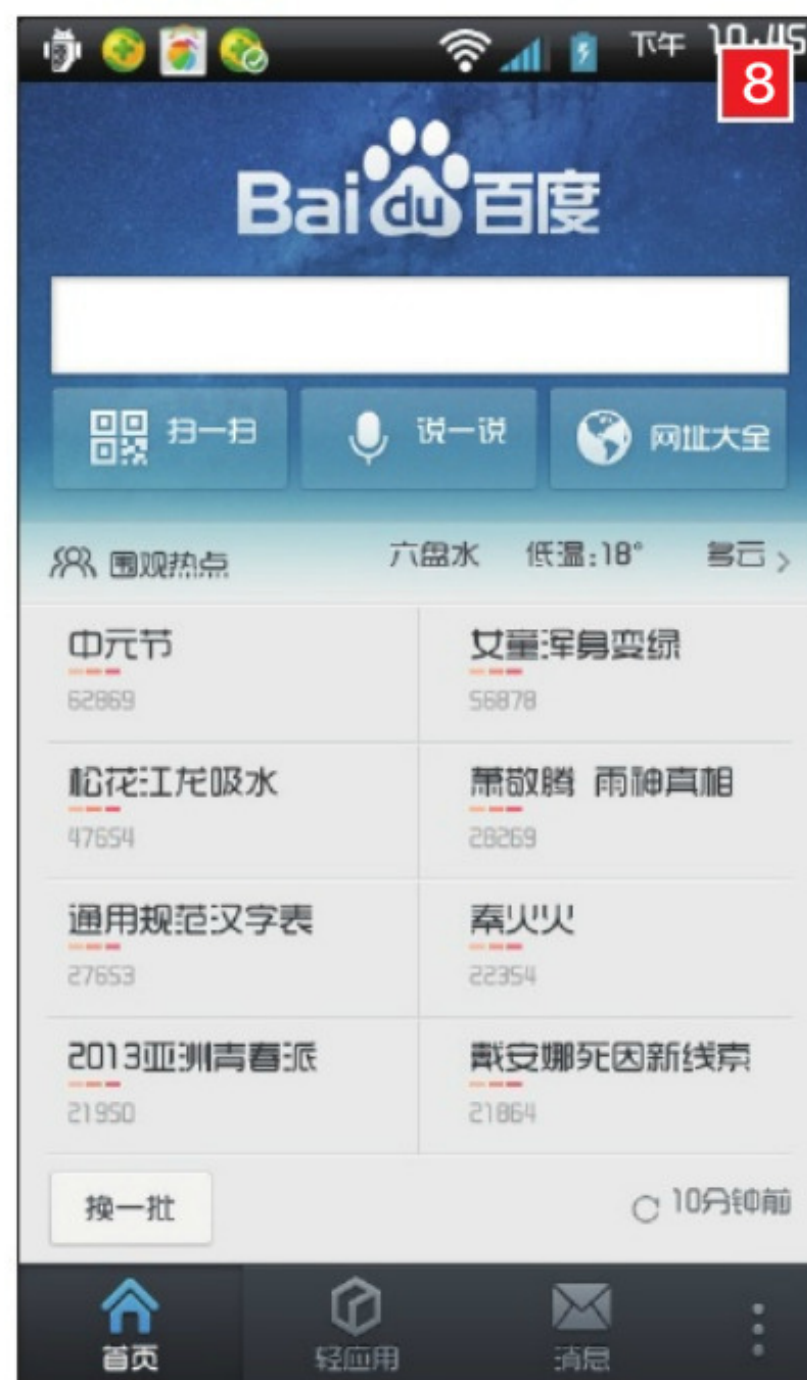 下午 10:45
8
Bai du 百度
扫一扫 说一说 网址大全
围观热点 六盘水 低温:18° 多云 >
中元节 女童浑身变绿
62869 56878
松花江龙吸水 萧敬腾 雨神真相
47654 28269
通用规范汉字表 秦火火
27653 22354
2013亚洲青春派 戴安娜死因新线索
21950 21864
换一批 10分钟前
首页 轻应用 消息